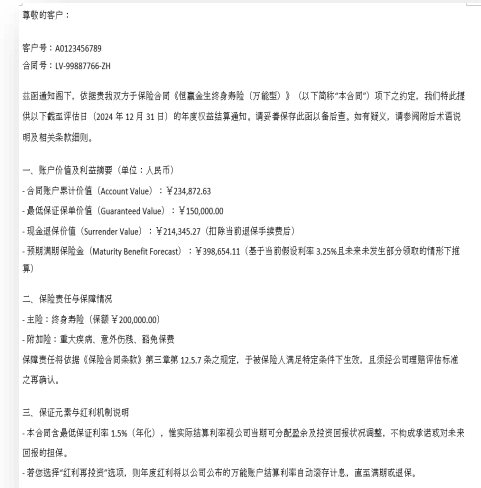 尊敬的客户：
客户号：A0123456789
合同号：LV-99887766-ZH
兹函通知阁下，依据贵我双方于保险合同《恒赢金生终身寿险（万能型）》（以下简称“本合同”）项下之约定，我们特此提
供以下截至评估日（2024 年 12 月 31 日）的年度权益结算通知。请妥善保存此函以备后查。如有疑义，请参阅附后术语说
明及相关条款细则。
一、账户价值及利益摘要（单位：人民币）
- 合同账户累计价值（Account Value）：￥234,872.63
- 最低保证保单价值（Guaranteed Value）：￥150,000.00
- 现金退保价值（Surrender Value）：￥214,345.27（扣除当前退保手续费后）
- 预期满期保险金（Maturity Benefit Forecast）：￥398,654.11（基于当前假设利率 3.25%且未来未发生部分领取的情形下推
算）
二、保险责任与保障情况
- 主险：终身寿险（保额￥200,000.00）
- 附加险：重大疾病、意外伤残、豁免保费
保障责任将依据《保险合同条款》第三章第 12.5.7 条之规定，于被保险人满足特定条件下生效，且须经公司理赔评估标准
之再确认。
三、保证元素与红利机制说明
- 本合同含最低保证利率 1.5%（年化），惟实际结算利率视公司当期可分配盈余及投资回报状况调整，不构成承诺或对未来
回报的担保。
- 若您选择“红利再投资”选项，则年度红利将以公司公布的万能账户结算利率自动滚存计息，直至满期或退保。